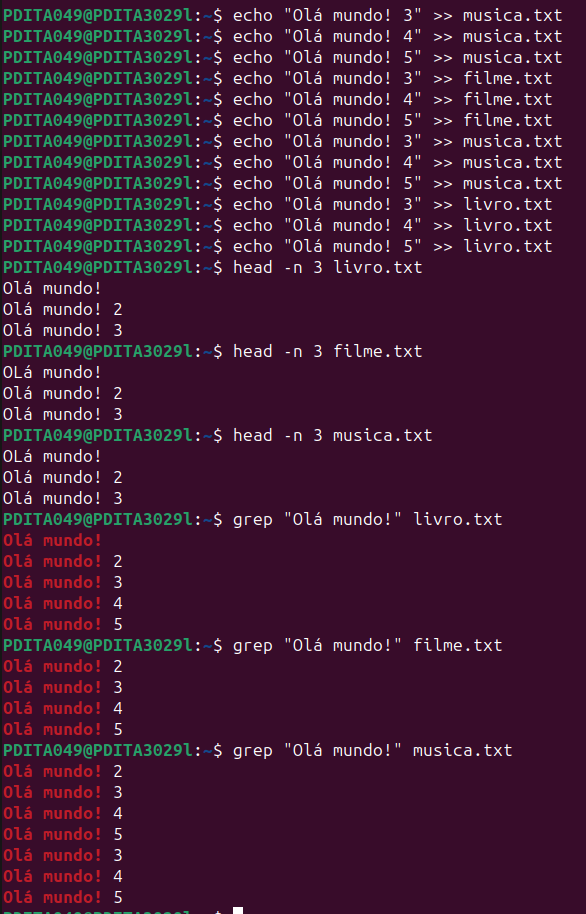 PDITA049@PDITA3029l:~$ echo "Olá mundo! 3" >> musica.txt
PDITA049@PDITA3029l:~$ echo "Olá mundo! 4" >> musica.txt
PDITA049@PDITA3029l:~$ echo "Olá mundo! 5" >> musica.txt
PDITA049@PDITA3029l:~$ echo "Olá mundo! 3" >> filme.txt
PDITA049@PDITA3029l:~$ echo "Olá mundo! 4" >> filme.txt
PDITA049@PDITA3029l:~$ echo "Olá mundo! 5" >> filme.txt
PDITA049@PDITA3029l:~$ echo "Olá mundo! 3" >> musica.txt
PDITA049@PDITA3029l:~$ echo "Olá mundo! 4" >> musica.txt
PDITA049@PDITA3029l:~$ echo "Olá mundo! 5" >> musica.txt
PDITA049@PDITA3029l:~$ echo "Olá mundo! 3" >> livro.txt
PDITA049@PDITA3029l:~$ echo "Olá mundo! 4" >> livro.txt
PDITA049@PDITA3029l:~$ echo "Olá mundo! 5" >> livro.txt
PDITA049@PDITA3029l:~$ head -n 3 livro.txt
Olá mundo!
Olá mundo! 2
Olá mundo! 3
PDITA049@PDITA3029l:~$ head -n 3 filme.txt
OLá mundo!
Olá mundo! 2
Olá mundo! 3
PDITA049@PDITA3029l:~$ head -n 3 musica.txt
OLá mundo!
Olá mundo! 2
Olá mundo! 3
PDITA049@PDITA3029l:~$ grep "Olá mundo!" livro.txt
Olá mundo!
Olá mundo! 2
Olá mundo! 3
Olá mundo! 4
Olá mundo! 5
PDITA049@PDITA3029l:~$ grep "Olá mundo!" filme.txt
Olá mundo! 2
Olá mundo! 3
Olá mundo! 4
Olá mundo! 5
PDITA049@PDITA3029l:~$ grep "Olá mundo!" musica.txt
Olá mundo! 2
Olá mundo! 3
Olá mundo! 4
Olá mundo! 5
Olá mundo! 3
Olá mundo! 4
Olá mundo! 5
PDITA049@PDITA3029l:~$